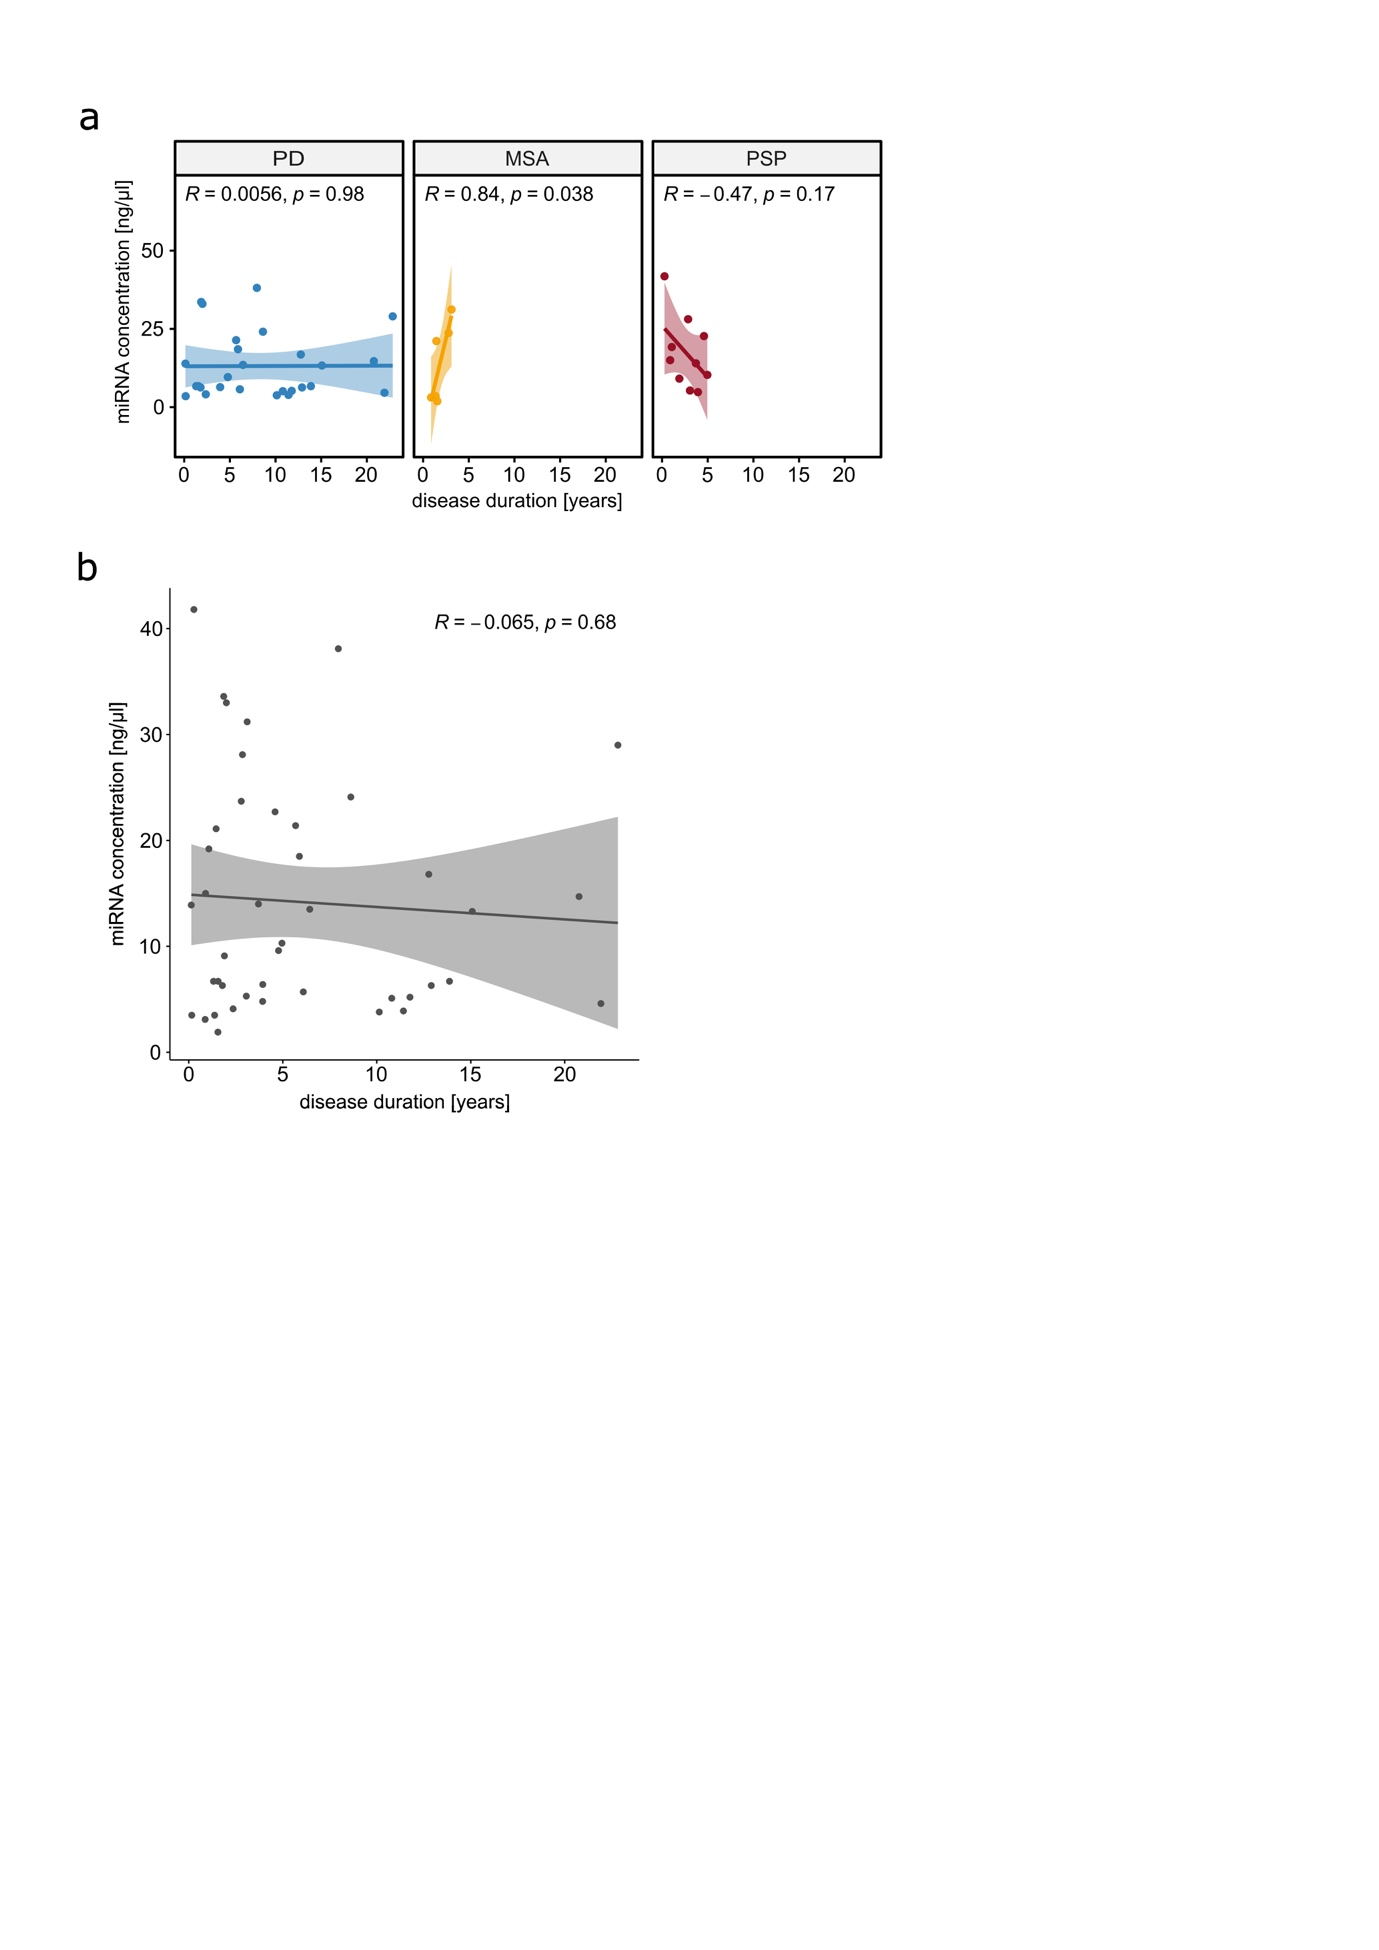 a
PD MSA PSP
R = 0.0056, p = 0.98 R = 0.84, p = 0.038 R = −0.47, p = 0.17
miRNA concentration [ng/µl]
50
25
0
0 5 10 15 20 0 5 10 15 20 0 5 10 15 20
disease duration [years]
b
R = −0.065, p = 0.68
miRNA concentration [ng/µl]
40
30
20
10
0
0 5 10 15 20
disease duration [years]